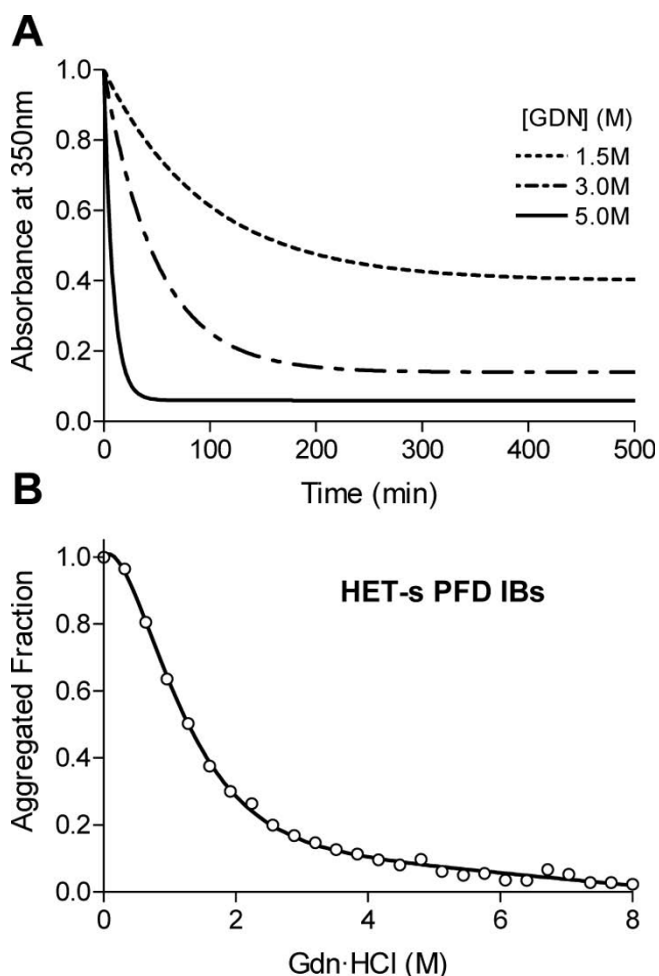 A
Absorbance at 350nm
1.0
0.8
0.6
0.4
0.2
0.0
[GDN] (M)
1.5M
3.0M
5.0M
0 100 200 300 400 500
Time (min)
B
Aggregated Fraction
1.0
0.8
0.6
0.4
0.2
0.0
HET-s PFD IBs
0 2 4 6 8
Gdn·HCl (M)